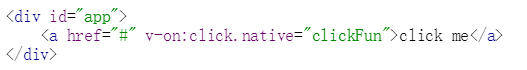 <div id="app">
    <a href="#" v-on:click.native="clickFun">click me</a>
</div>